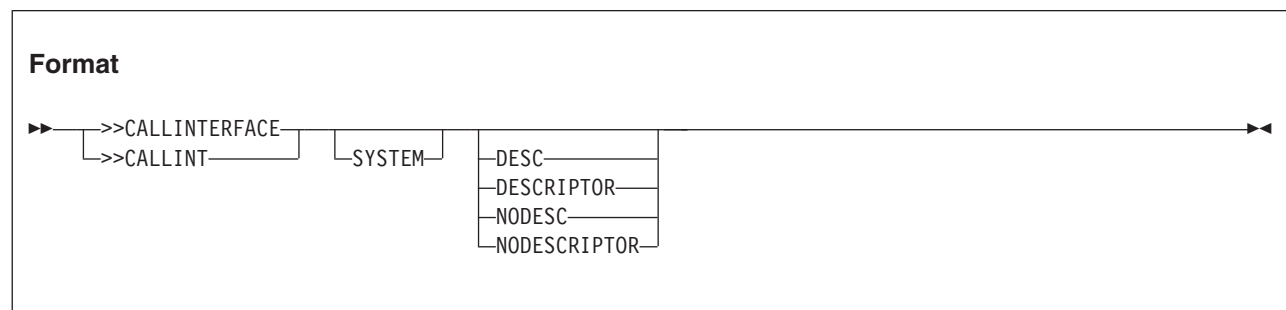 Format
>>CALLINTERFACE
>>CALLINT
SYSTEM
DESC
DESCRIPTOR
NODESC
NODESCRIPTOR